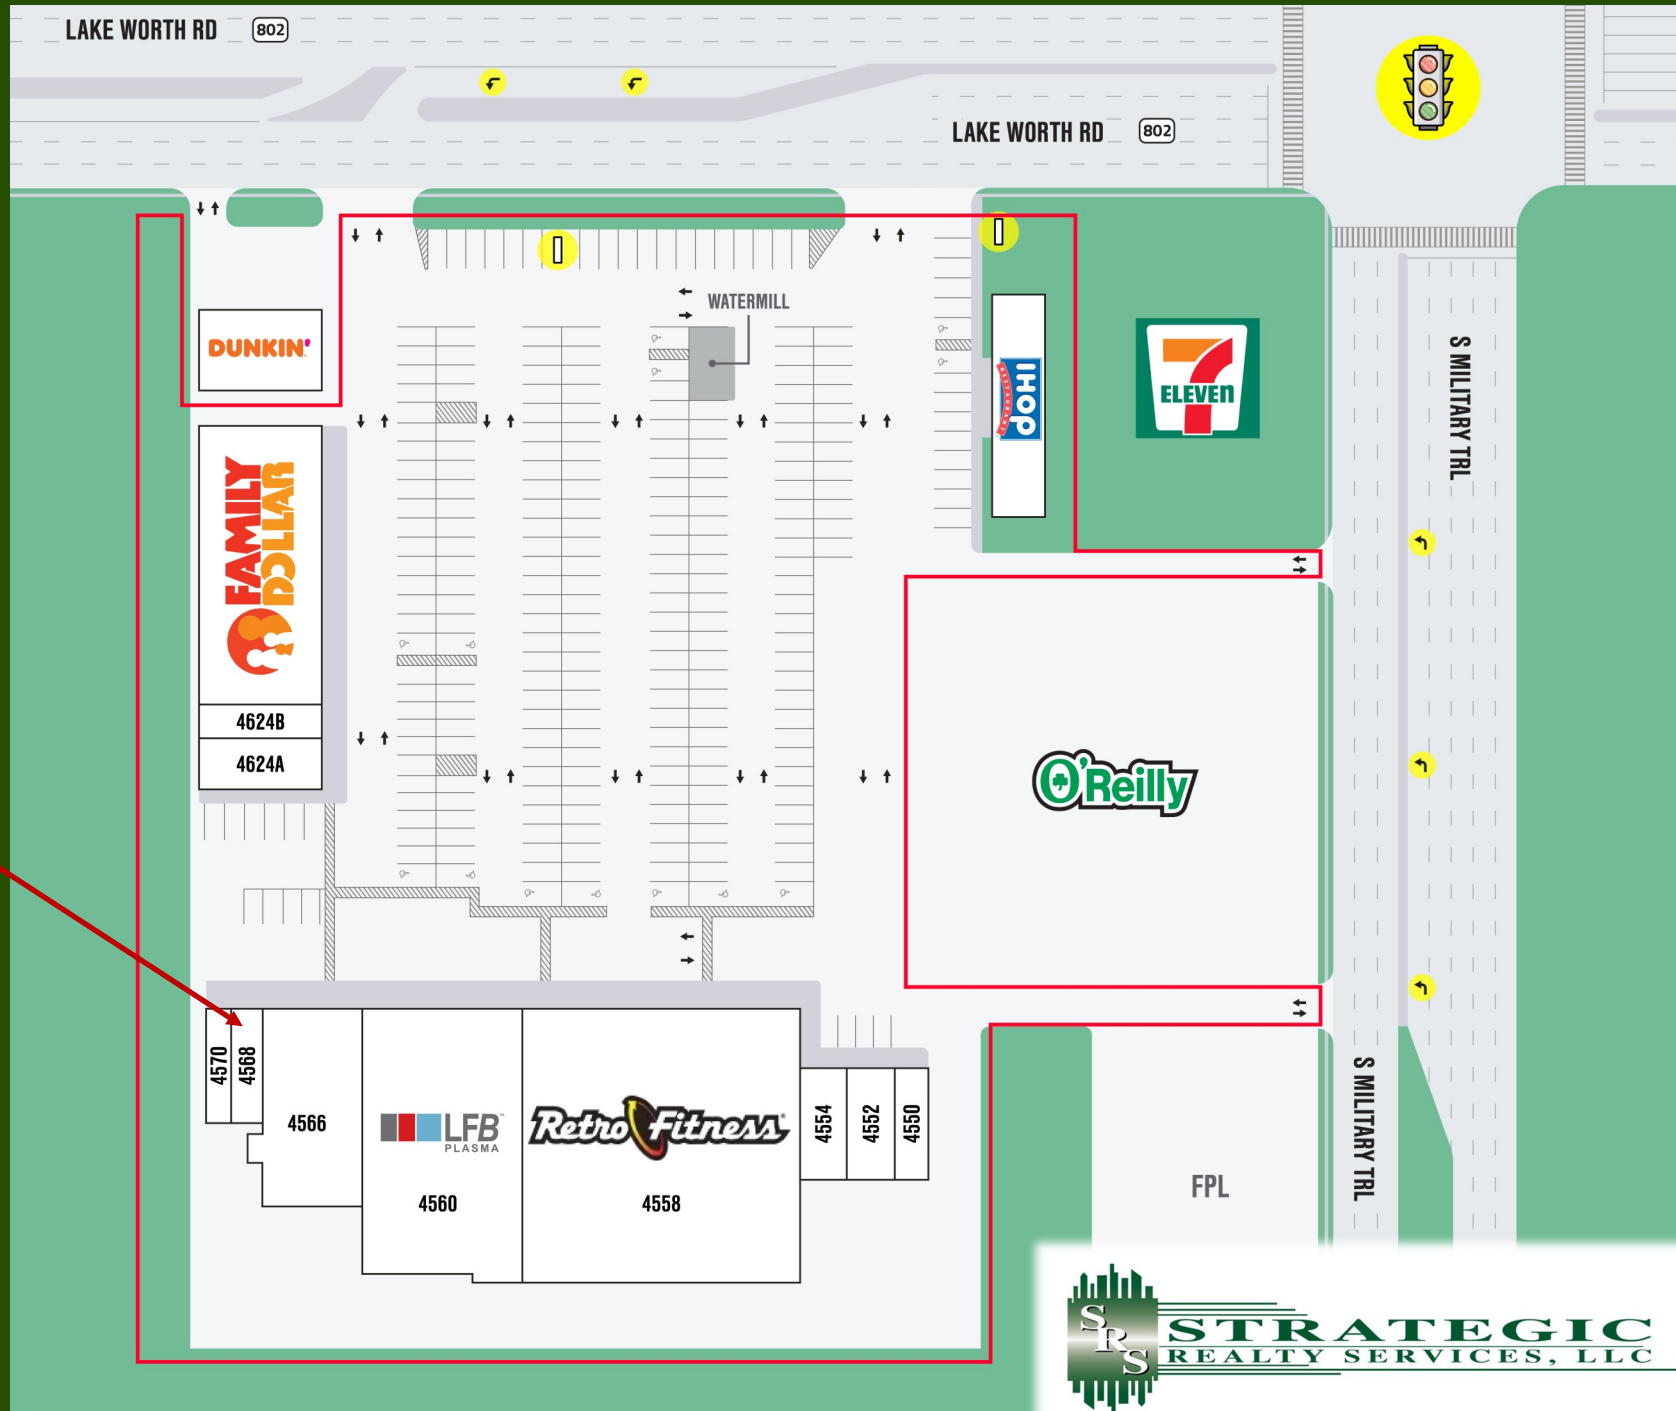 LAKE WORTH RD
802
LAKE WORTH RD
802
WATERMILL
DUNKIN'
IHOP
RESTAURANT
7
ELEVEn
S MILITARY TRL
FAMILY
DOLLAR
4624B
4624A
O'Reilly
4570
4568
4566
LFB
PLASMA
4560
Retro Fitness
4558
4554
4552
4550
FPL
S MILITARY TRL
SRS
STRATEGIC
REALTY SERVICES, LLC